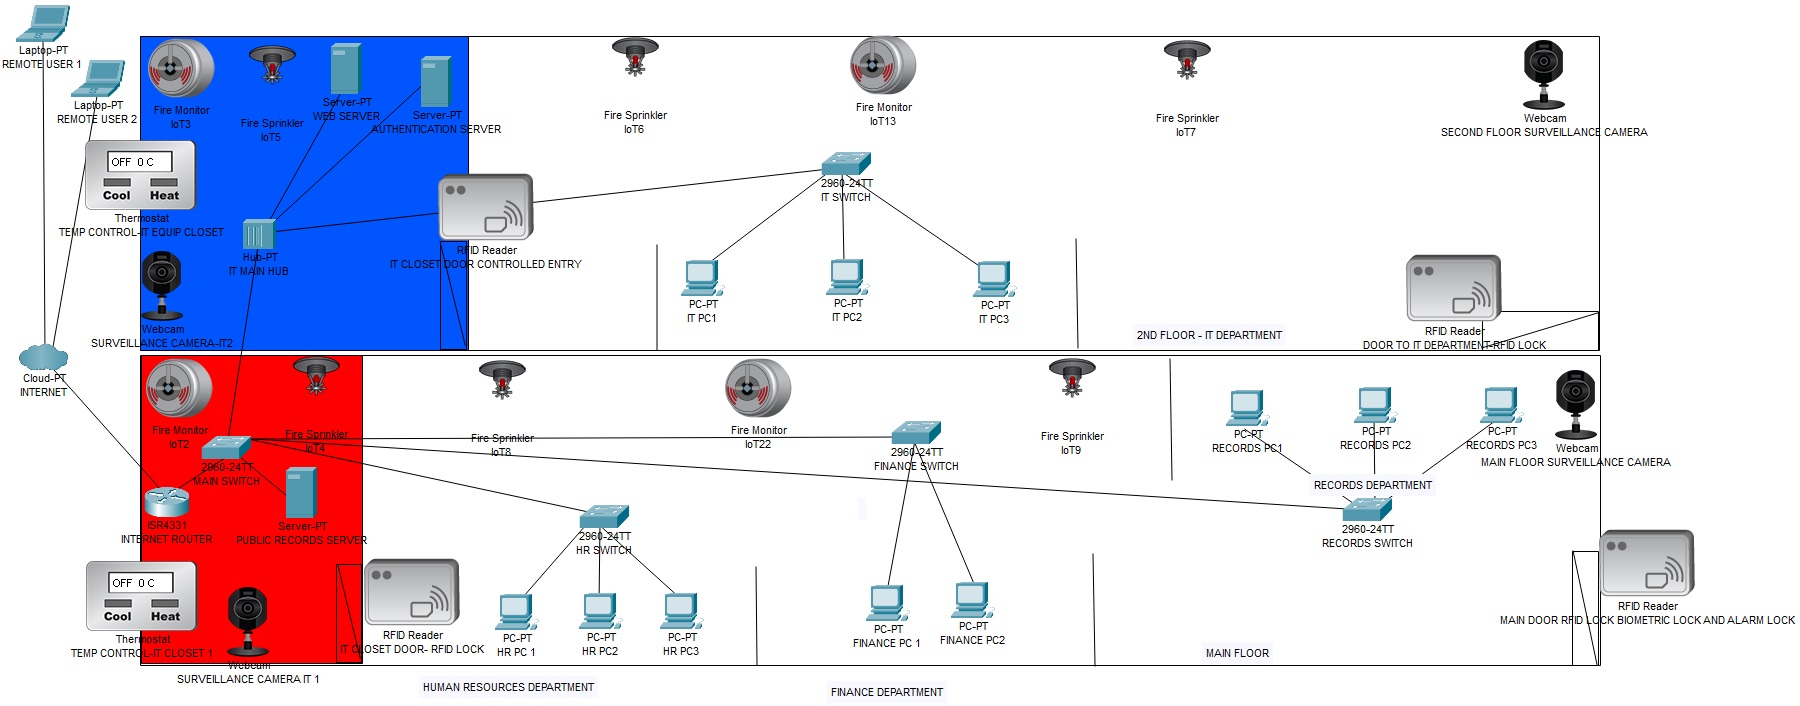 Laptop-PT
REMOTE USER 1
Laptop-PT
REMOTE USER 2
Fire Monitor
IoT3
Fire Sprinkler
IoT5
Server-PT
WEB SERVER
Server-PT
AUTHENTICATION SERVER
Fire Sprinkler
IoT6
Fire Monitor
IoT13
Fire Sprinkler
IoT7
Webcam
SECOND FLOOR SURVEILLANCE CAMERA
OFF 0 C
Cool Heat
Thermostat
TEMP CONTROL-IT EQUIP CLOSET
2960-24TT
IT SWITCH
Hub-PT
IT MAIN HUB
RFID Reader
IT CLOSET DOOR CONTROLLED ENTRY
Webcam
SURVEILLANCE CAMERA-IT2
PC-PT
IT PC1
PC-PT
IT PC2
PC-PT
IT PC3
2ND FLOOR - IT DEPARTMENT
RFID Reader
DOOR TO IT DEPARTMENT-RFID LOCK
Cloud-PT
INTERNET
Fire Monitor
IoT2
Fire Sprinkler
IoT4
Fire Sprinkler
IoT8
Fire Monitor
IoT22
2960-24TT
FINANCE SWITCH
Fire Sprinkler
IoT9
PC-PT
RECORDS PC1
PC-PT
RECORDS PC2
PC-PT
RECORDS PC3
Webcam
MAIN FLOOR SURVEILLANCE CAMERA
2960-24TT
MAIN SWITCH
RECORDS DEPARTMENT
ISR4331
INTERNET ROUTER
Server-PT
PUBLIC RECORDS SERVER
2960-24TT
HR SWITCH
2960-24TT
RECORDS SWITCH
OFF 0 C
Cool Heat
Thermostat
TEMP CONTROL-IT CLOSET 1
Webcam
SURVEILLANCE CAMERA IT 1
RFID Reader
IT CLOSET DOOR- RFID LOCK
PC-PT
HR PC 1
PC-PT
HR PC2
PC-PT
HR PC3
PC-PT
FINANCE PC 1
PC-PT
FINANCE PC2
RFID Reader
MAIN DOOR RFID LOCK BIOMETRIC LOCK AND ALARM LOCK
MAIN FLOOR
HUMAN RESOURCES DEPARTMENT
FINANCE DEPARTMENT